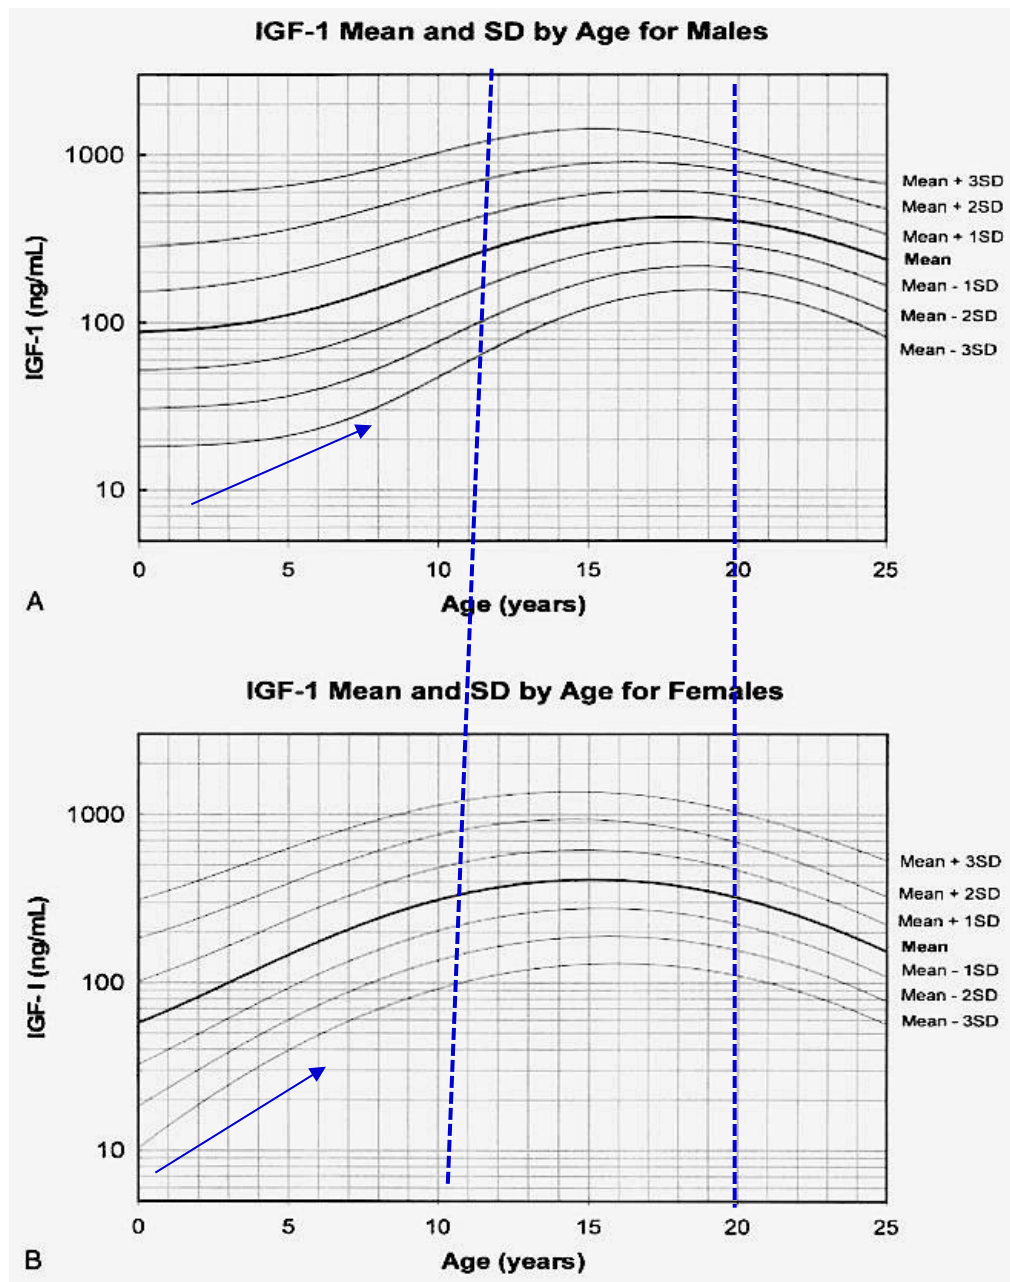 IGF-1 Mean and SD by Age for Males
IGF-1 (ng/mL)
1000
100
10
Mean + 3SD
Mean + 2SD
Mean + 1SD
Mean
Mean - 1SD
Mean - 2SD
Mean - 3SD
0 5 10 15 20 25
A
Age (years)
IGF-1 Mean and SD by Age for Females
IGF- I (ng/mL)
1000
100
10
Mean + 3SD
Mean + 2SD
Mean + 1SD
Mean
Mean - 1SD
Mean - 2SD
Mean - 3SD
0 5 10 15 20 25
B
Age (years)